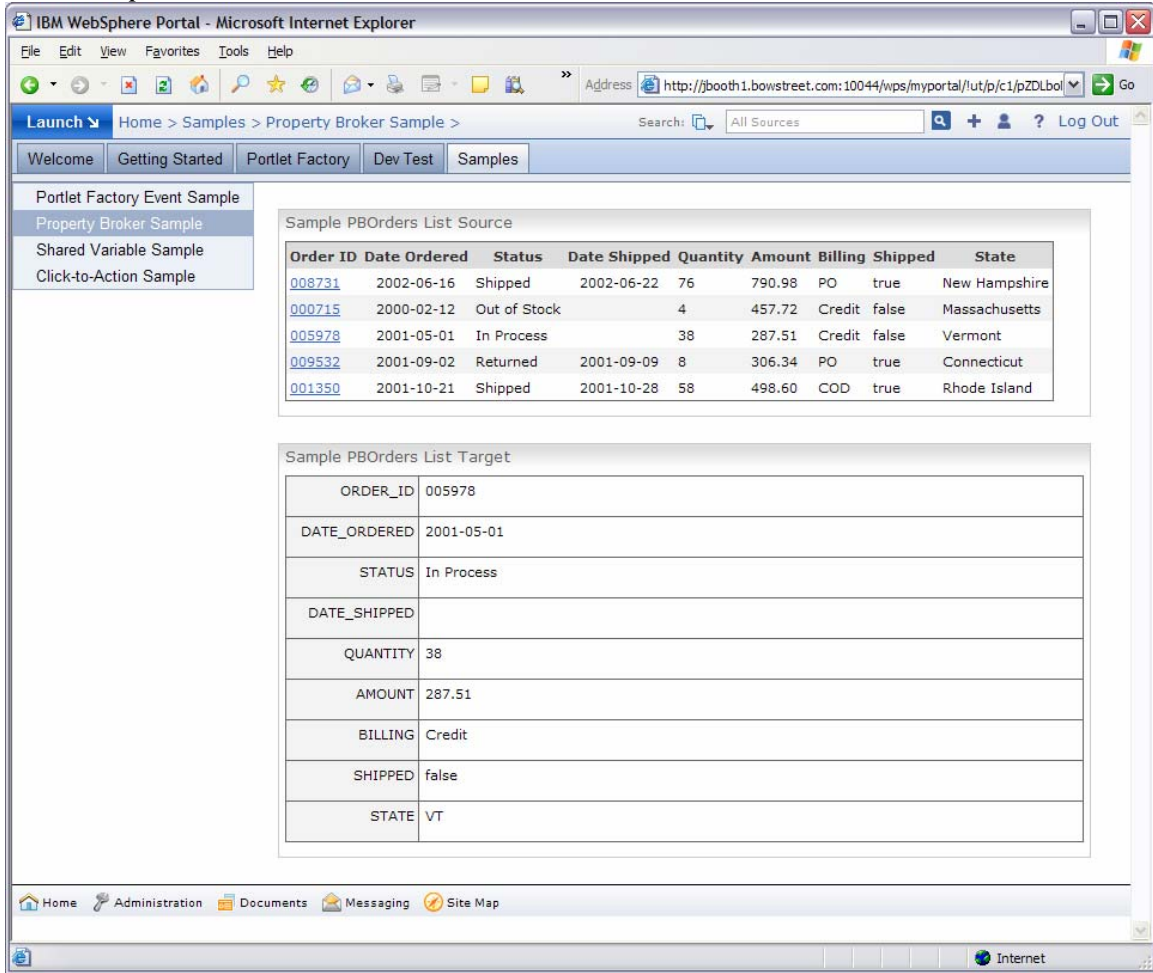 IBM WebSphere Portal - Microsoft Internet Explorer
File Edit View Favorites Tools Help
» Address http://jbooth1.bowstreet.com:10044/wps/myportal/!ut/p/c1/pZDLbol Go
Launch Home > Samples > Property Broker Sample > Search: All Sources ? Log Out
Welcome Getting Started Portlet Factory Dev Test Samples
Portlet Factory Event Sample
Property Broker Sample
Shared Variable Sample
Click-to-Action Sample
Sample PBOrders List Source
Order ID Date Ordered Status Date Shipped Quantity Amount Billing Shipped State
008731 2002-06-16 Shipped 2002-06-22 76 790.98 PO true New Hampshire
000715 2000-02-12 Out of Stock 4 457.72 Credit false Massachusetts
005978 2001-05-01 In Process 38 287.51 Credit false Vermont
009532 2001-09-02 Returned 2001-09-09 8 306.34 PO true Connecticut
001350 2001-10-21 Shipped 2001-10-28 58 498.60 COD true Rhode Island
Sample PBOrders List Target
ORDER_ID 005978
DATE_ORDERED 2001-05-01
STATUS In Process
DATE_SHIPPED
QUANTITY 38
AMOUNT 287.51
BILLING Credit
SHIPPED false
STATE VT
Home Administration Documents Messaging Site Map
Internet